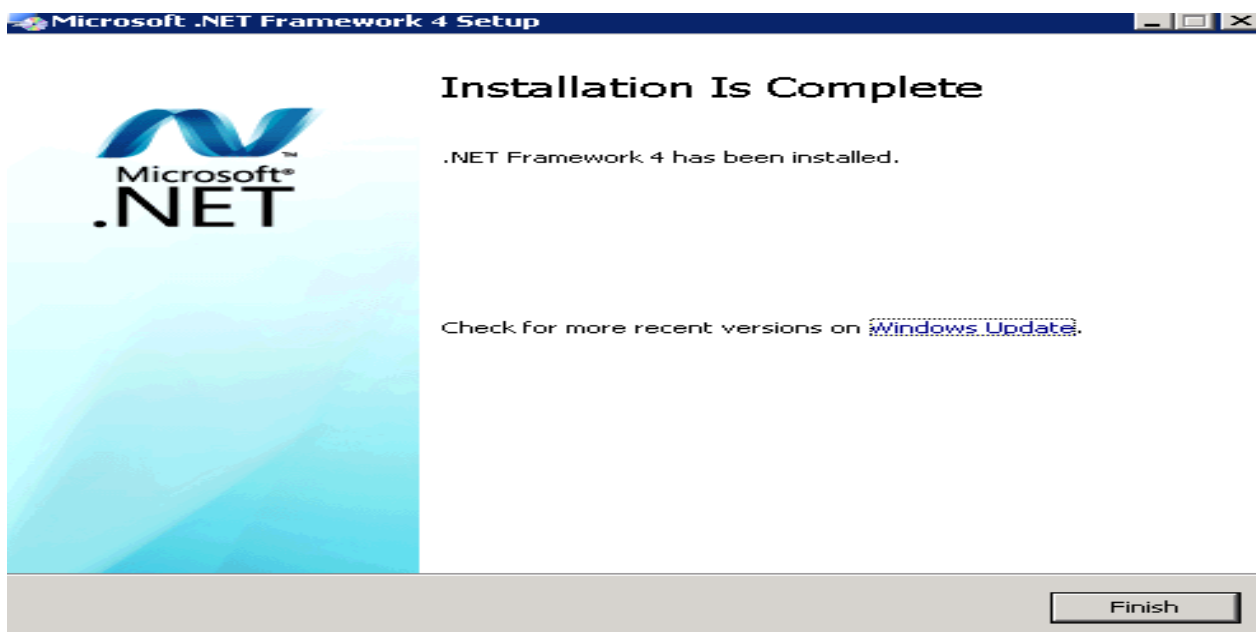 Microsoft .NET Framework 4 Setup
Installation Is Complete
Microsoft®
.NET
™
.NET Framework 4 has been installed.
Check for more recent versions on Windows Update.
Finish